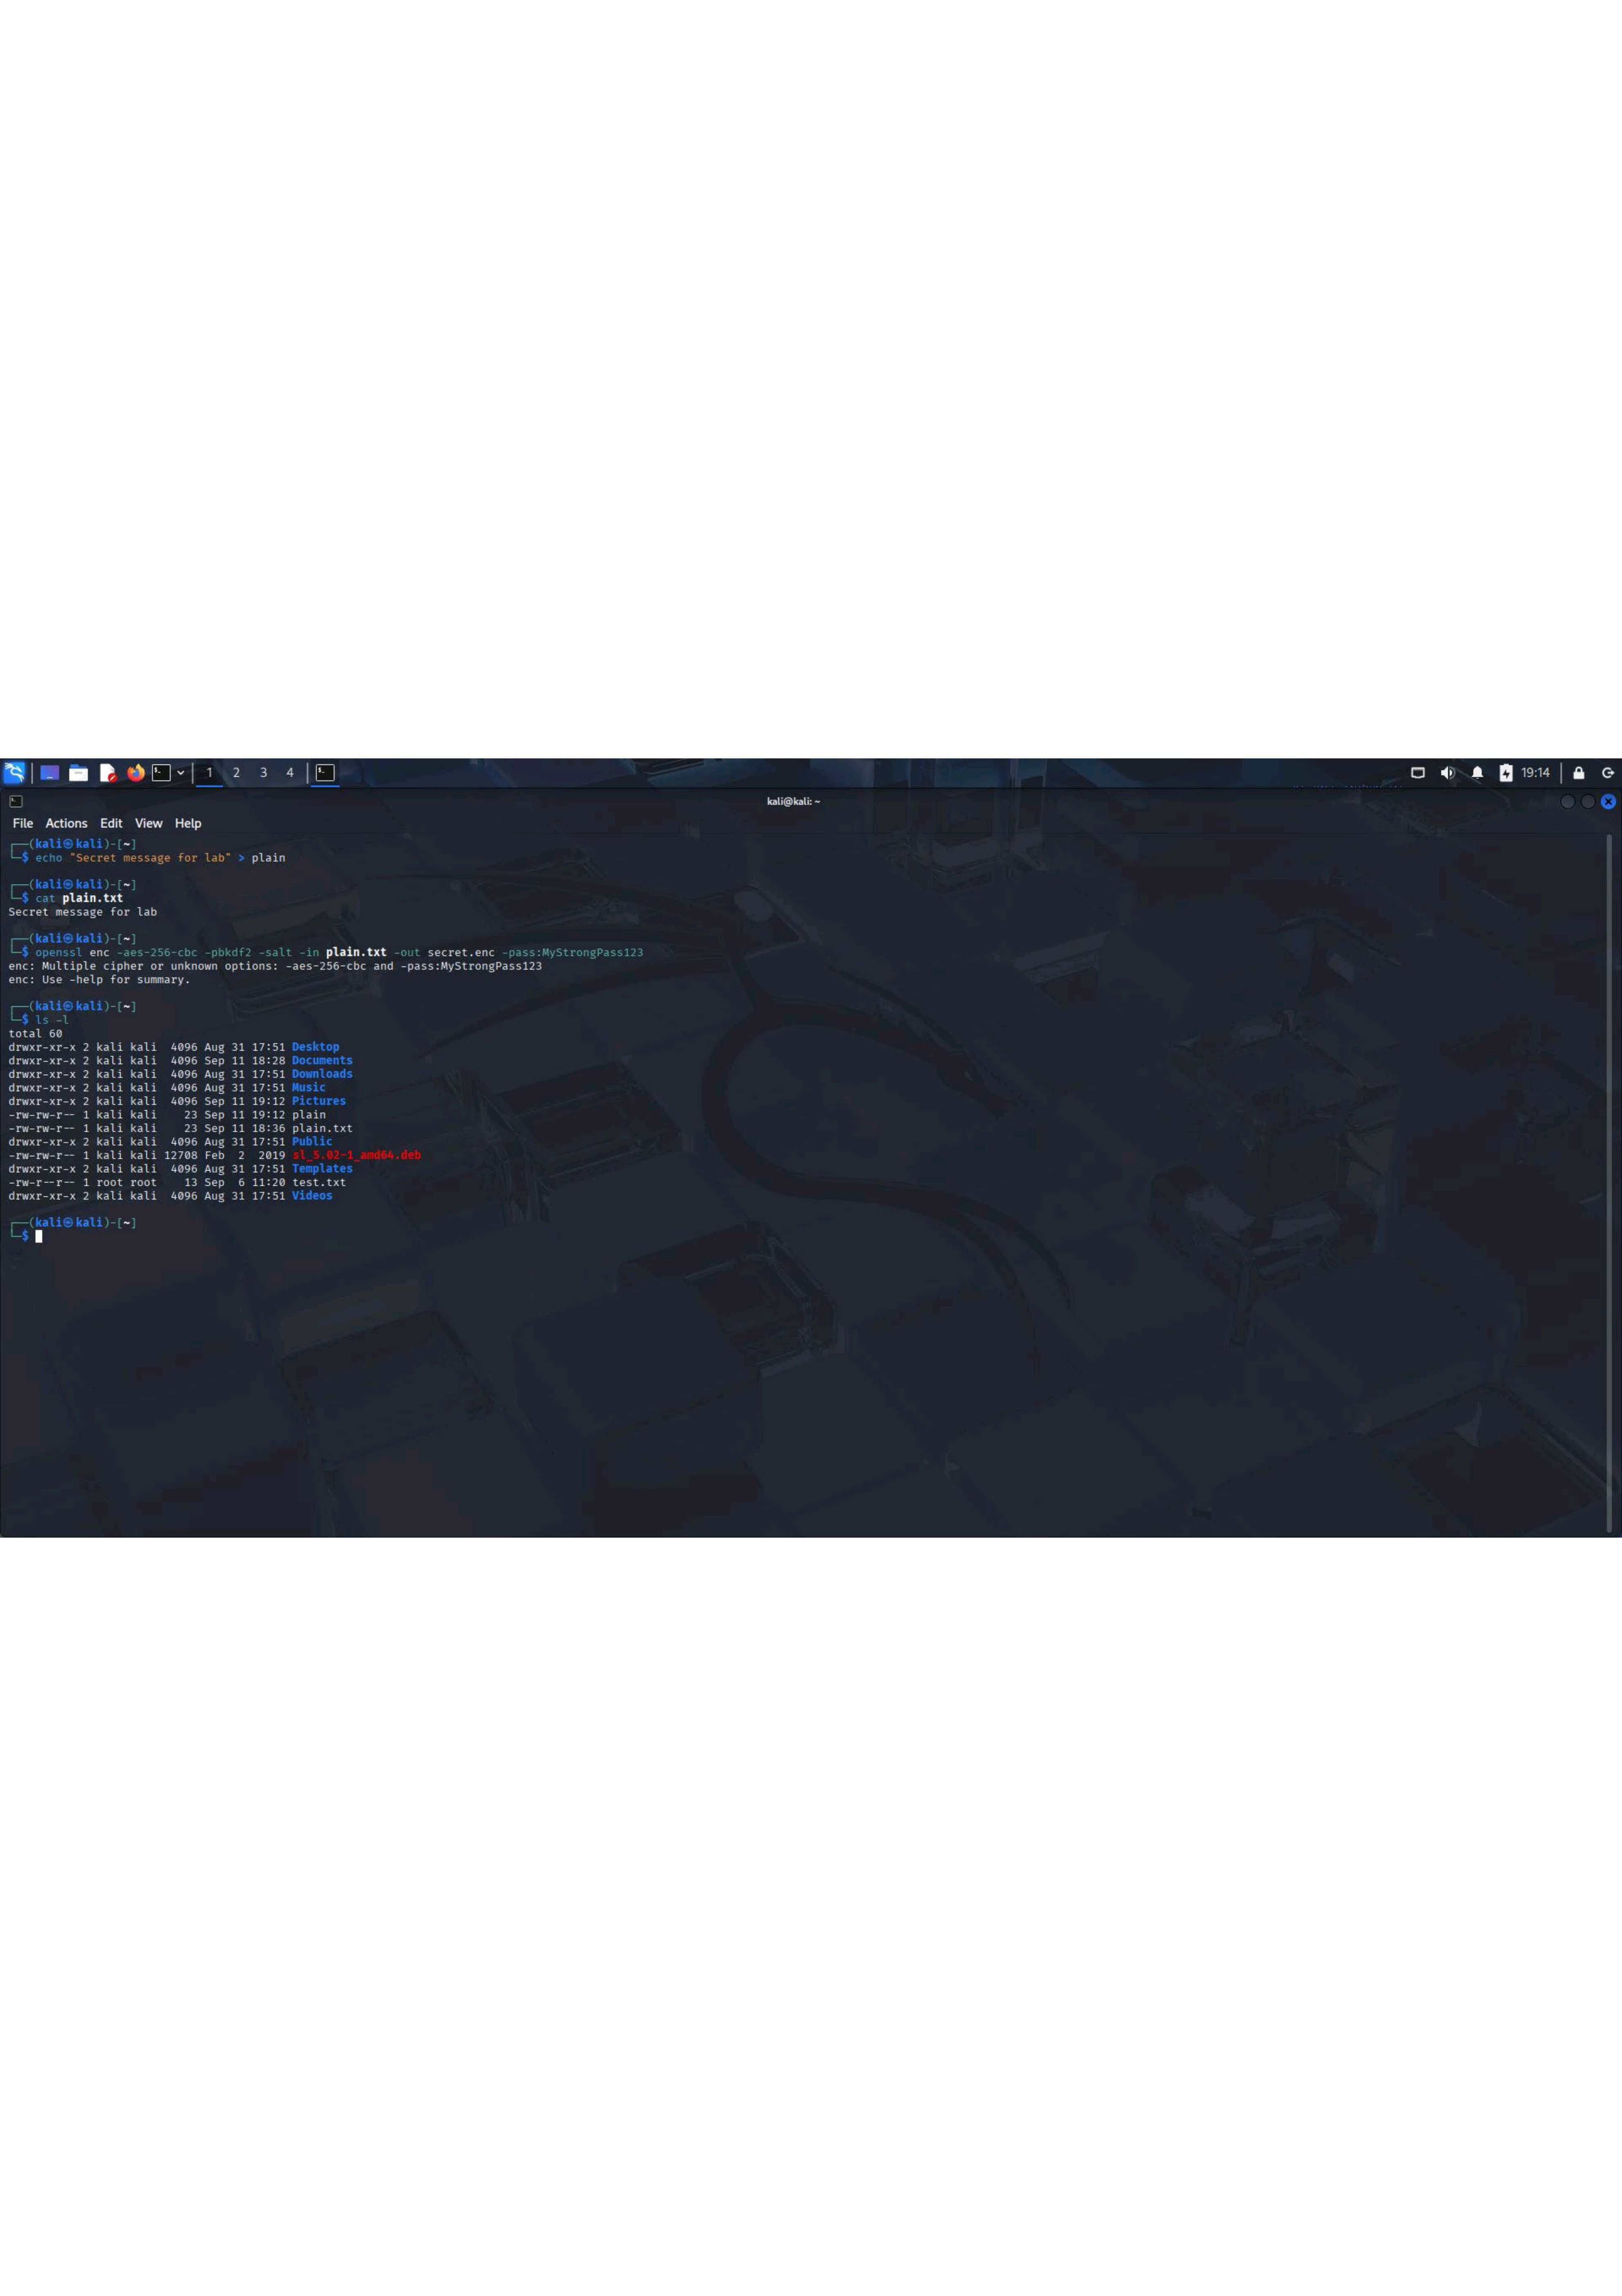 1 2 3 4 19:14
kali@kali: ~
File Actions Edit View Help
┌──(kali㉿kali)-[~]
└─$ echo "Secret message for lab" > plain
┌──(kali㉿kali)-[~]
└─$ cat plain.txt
Secret message for lab
┌──(kali㉿kali)-[~]
└─$ openssl enc -aes-256-cbc -pbkdf2 -salt -in plain.txt -out secret.enc -pass:MyStrongPass123
enc: Multiple cipher or unknown options: -aes-256-cbc and -pass:MyStrongPass123
enc: Use -help for summary.
┌──(kali㉿kali)-[~]
└─$ ls -l
total 60
drwxr-xr-x 2 kali kali  4096 Aug 31 17:51 Desktop
drwxr-xr-x 2 kali kali  4096 Sep 11 18:28 Documents
drwxr-xr-x 2 kali kali  4096 Aug 31 17:51 Downloads
drwxr-xr-x 2 kali kali  4096 Aug 31 17:51 Music
drwxr-xr-x 2 kali kali  4096 Sep 11 19:12 Pictures
-rw-rw-r-- 1 kali kali    23 Sep 11 19:12 plain
-rw-rw-r-- 1 kali kali    23 Sep 11 18:36 plain.txt
drwxr-xr-x 2 kali kali  4096 Aug 31 17:51 Public
-rw-rw-r-- 1 kali kali 12708 Feb  2  2019 sl_5.02-1_amd64.deb
drwxr-xr-x 2 kali kali  4096 Aug 31 17:51 Templates
-rw-r--r-- 1 root root    13 Sep  6 11:20 test.txt
drwxr-xr-x 2 kali kali  4096 Aug 31 17:51 Videos
┌──(kali㉿kali)-[~]
└─$